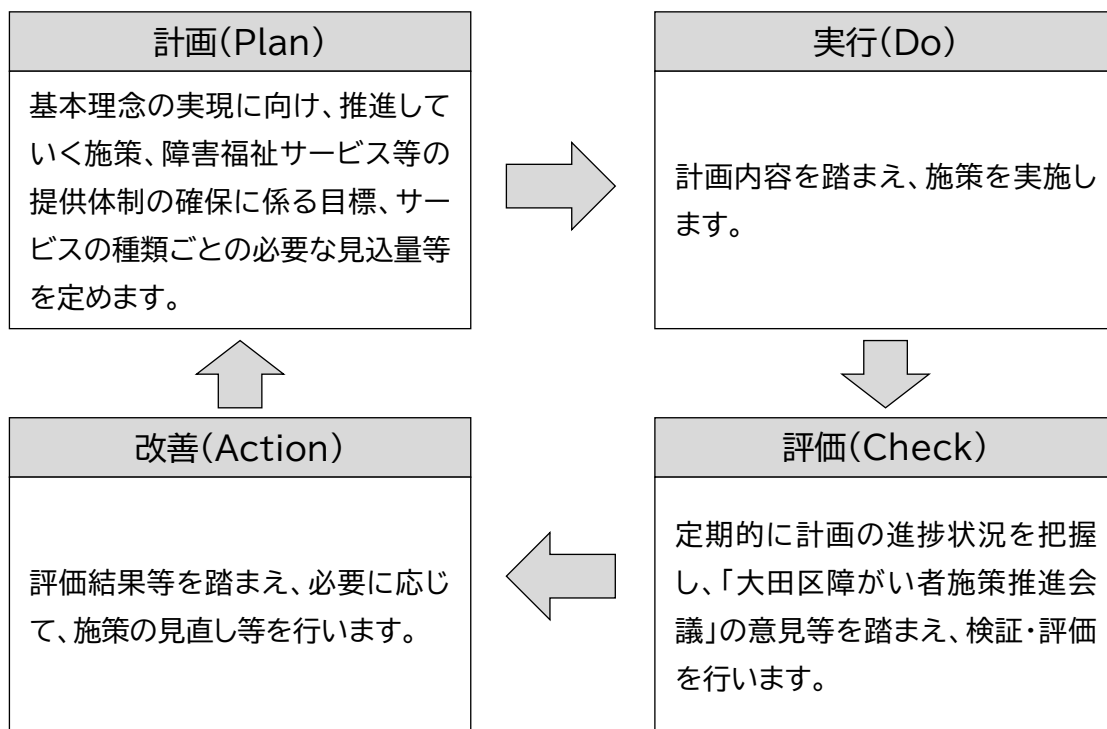 計画(Plan)
基本理念の実現に向け、推進して
いく施策、障害福祉サービス等の
提供体制の確保に係る目標、サー
ビスの種類ごとの必要な見込量等
を定めます。
実行(Do)
計画内容を踏まえ、施策を実施し
ます。
改善(Action)
評価結果等を踏まえ、必要に応じ
て、施策の見直し等を行います。
評価(Check)
定期的に計画の進捗状況を把握
し、「大田区障がい者施策推進会
議」の意見等を踏まえ、検証・評価
を行います。